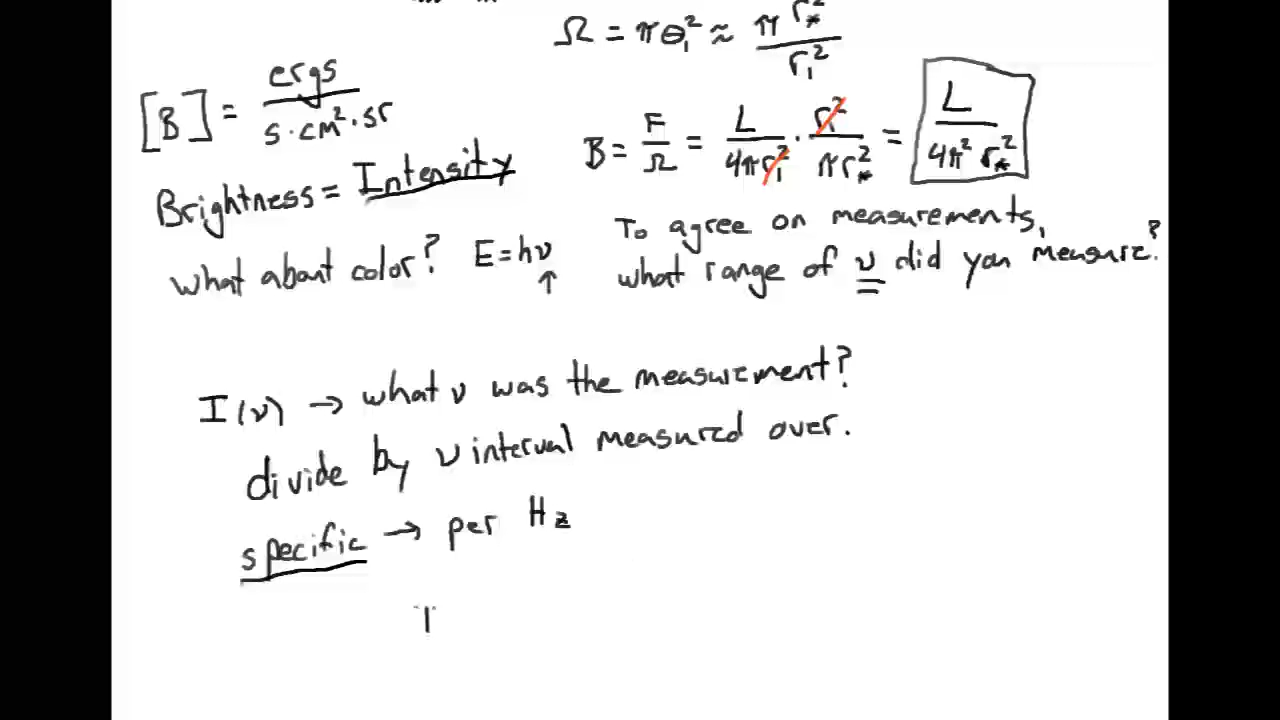 Ω = πθ₁² ≈ π r*² / r₁²
[B] = ergs / s·cm²·sr
B = F/Ω = L / 4πr₁² · r₁² / πr*² = L / 4π² r*²
Brightness = Intensity
To agree on measurements,
what range of ν did you measure?
What about color? E = hν
↑
I(ν) → what ν was the measurement?
divide by ν interval measured over.
specific → per Hz
I